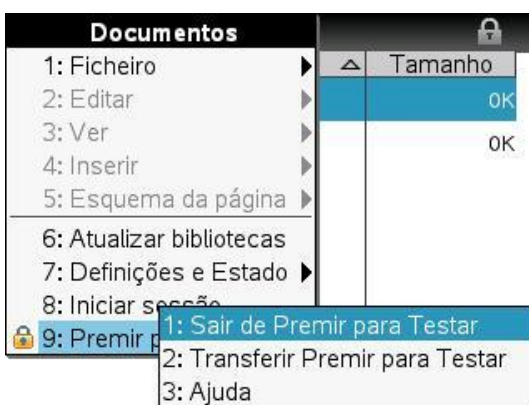 Documentos
1: Ficheiro
2: Editar
3: Ver
4: Inserir
5: Esquema da página
6: Atualizar bibliotecas
7: Definições e Estado
8: Iniciar sessão
9: Premir
1: Sair de Premir para Testar
2: Transferir Premir para Testar
3: Ajuda
Tamanho
0K
0K